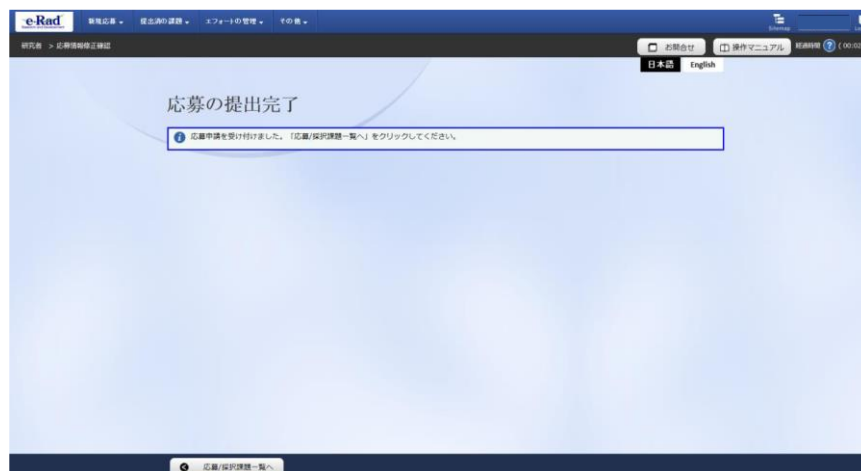 e-Rad
新規応募
提出済の課題
エフォートの管理
その他
Sitemap
研究者 > 応募情報修正確認
お問合せ
操作マニュアル
経過時間
日本語
English
応募の提出完了
応募申請を受け付けました。「応募/採択課題一覧へ」をクリックしてください。
応募/採択課題一覧へ